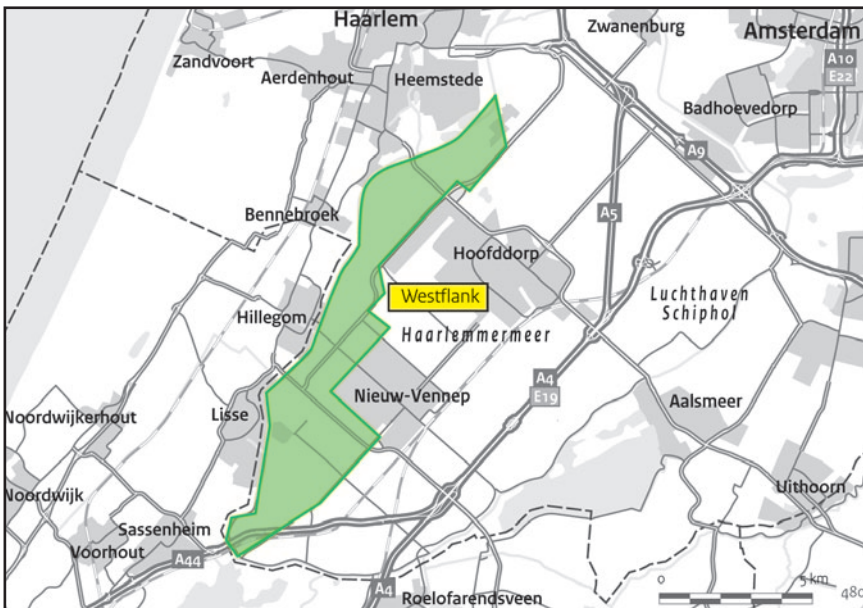 Haarlem
Zwanenburg
Amsterdam
Zandvoort
Aerdenhout
Heemstede
A10
E22
Badhoevedorp
A9
Bennebroek
A5
Hoofddorp
Westflank
Luchthaven
Schiphol
Hillegom
Haarlemmermeer
A4
E19
Nieuw-Vennep
Aalsmeer
Noordwijkerhout
Lisse
Noordwijk
Uithoorn
Sassenheim
Voorhout
A44
A4
Roelofarendsveen
0 5 km
480